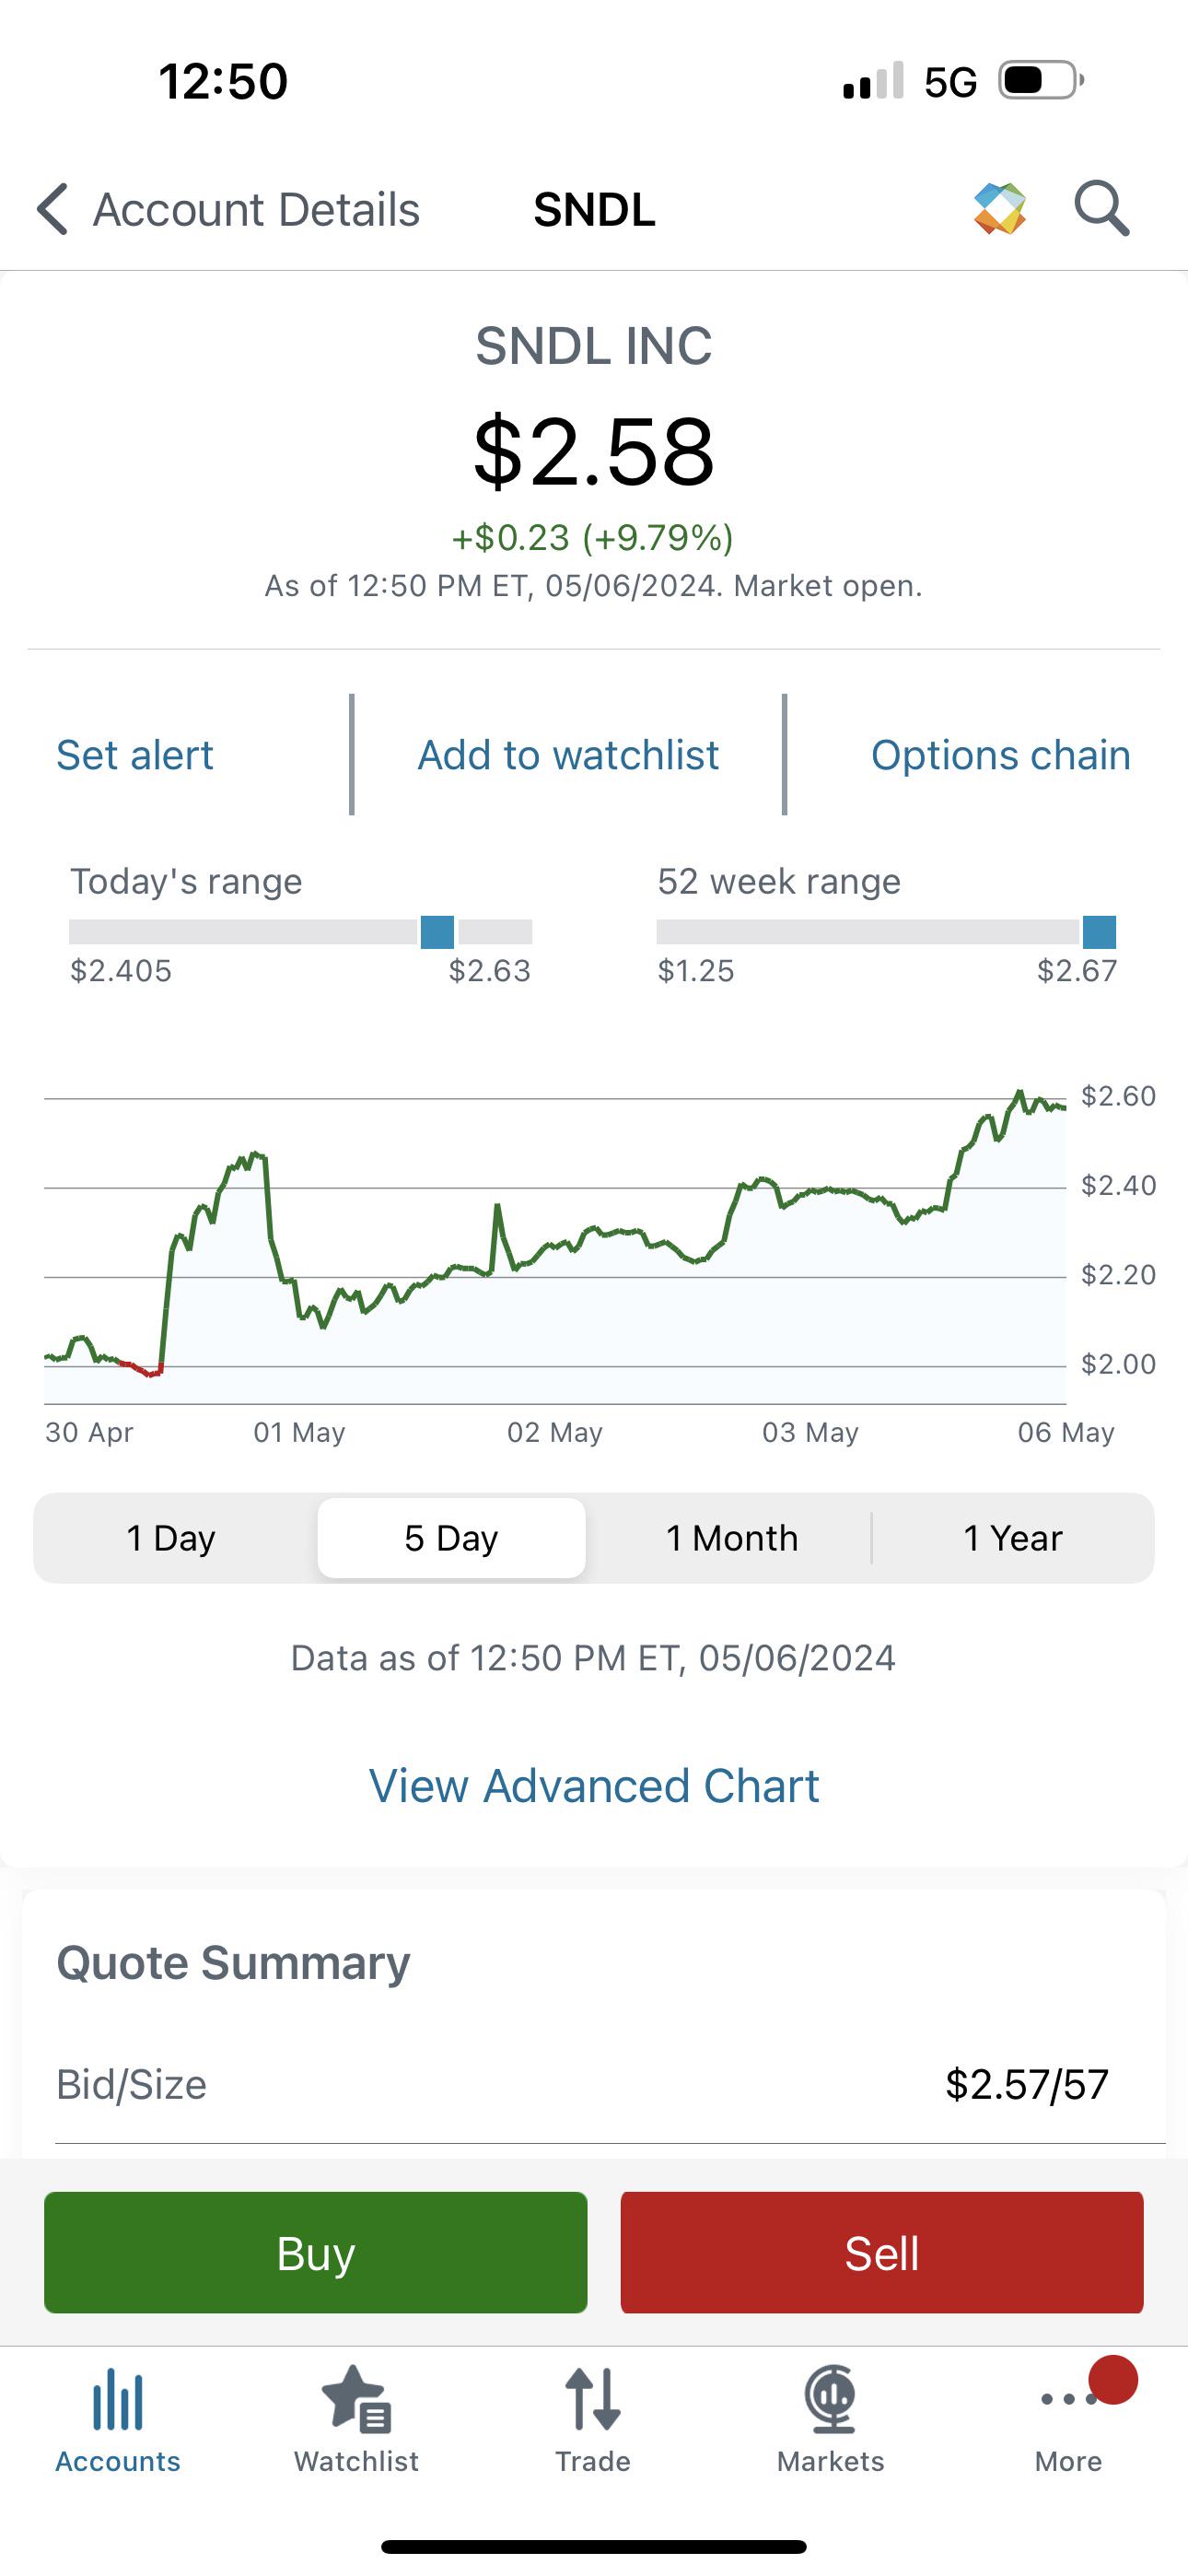 12:50 5G
Account Details SNDL
SNDL INC
$2.58
+$0.23 (+9.79%)
As of 12:50 PM ET, 05/06/2024. Market open.
Set alert Add to watchlist Options chain
Today's range 52 week range
$2.405 $2.63 $1.25 $2.67
$2.60
$2.40
$2.20
$2.00
30 Apr 01 May 02 May 03 May 06 May
1 Day 5 Day 1 Month 1 Year
Data as of 12:50 PM ET, 05/06/2024
View Advanced Chart
Quote Summary
Bid/Size $2.57/57
Buy Sell
Accounts Watchlist Trade Markets More